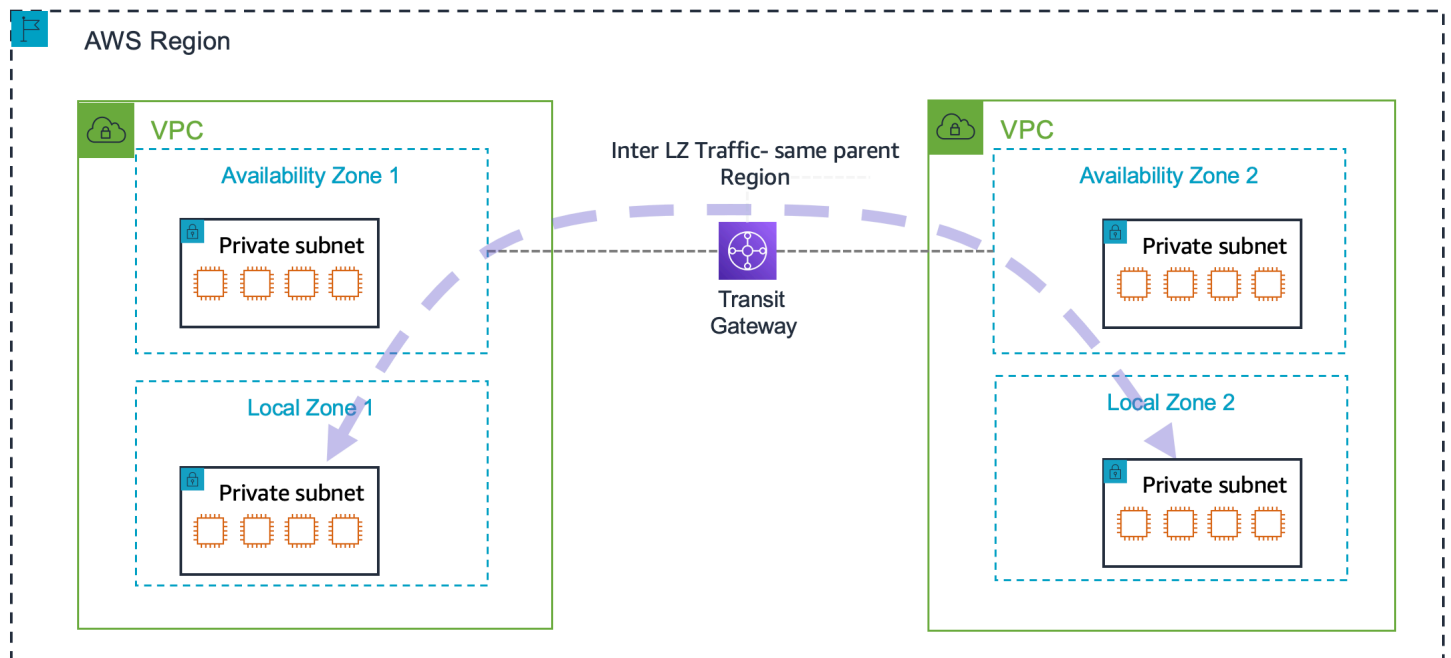 AWS Region
VPC
Availability Zone 1
Private subnet
Local Zone 1
Private subnet
Inter LZ Traffic- same parent
Region
Transit
Gateway
VPC
Availability Zone 2
Private subnet
Local Zone 2
Private subnet